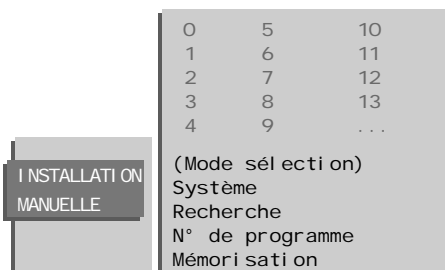 0 5 10
1 6 11
2 7 12
3 8 13
4 9 ...
INSTALLATION
MANUELLE
(Mode sélection)
Système
Recherche
N° de programme
Mémorisation